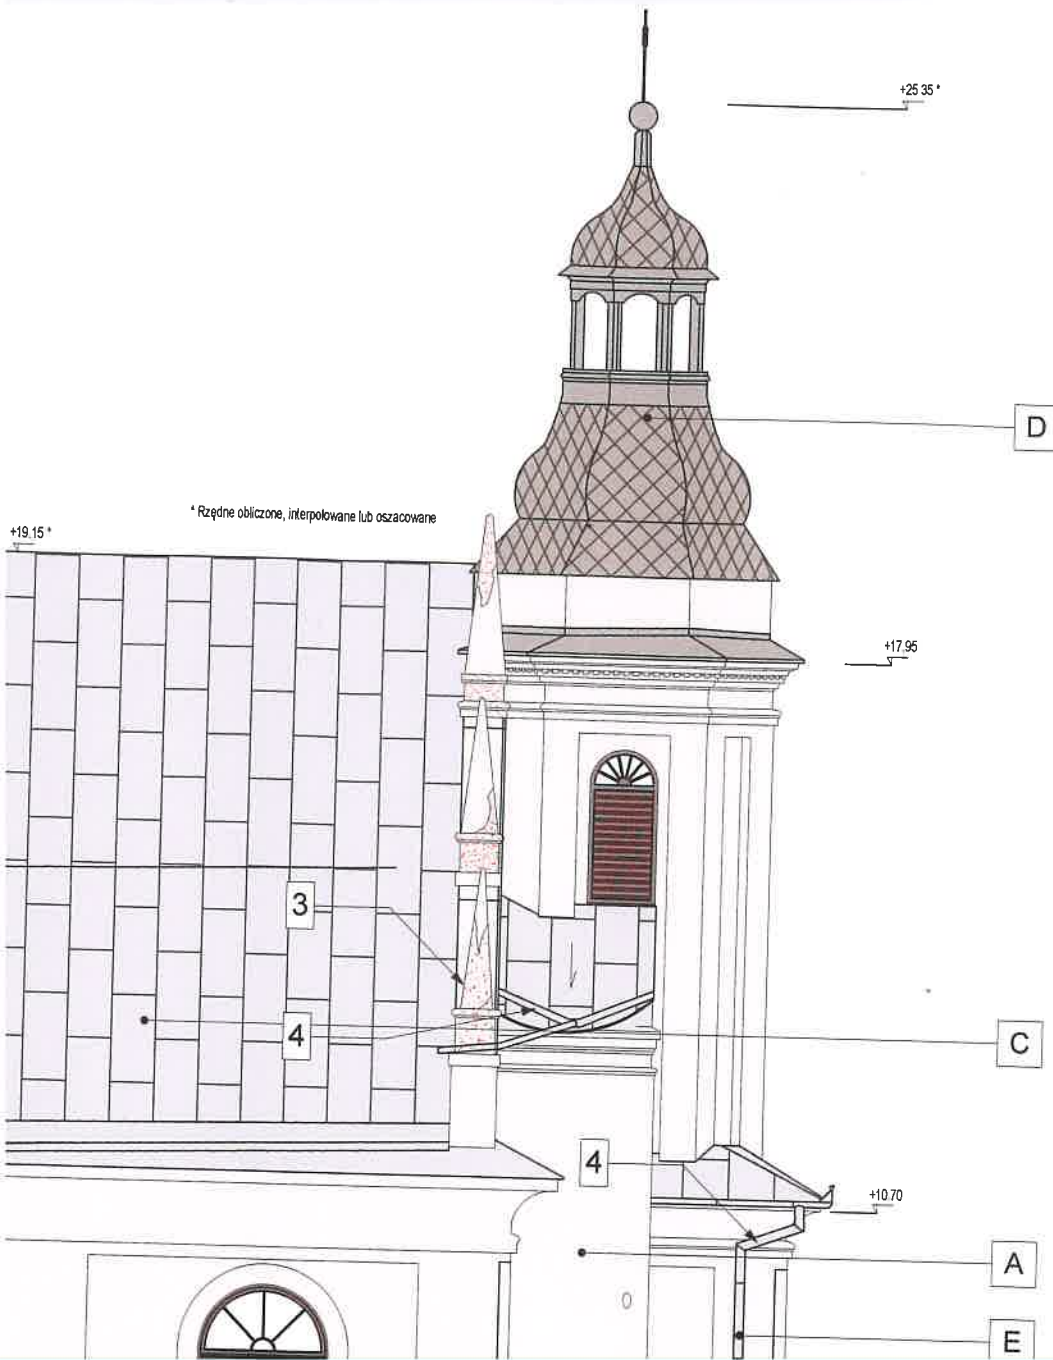 +25 35 *
D
* Rzędne obliczone, interpolowane lub oszacowane
+19.15 *
+17.95
3
4
C
4
+10.70
A
E